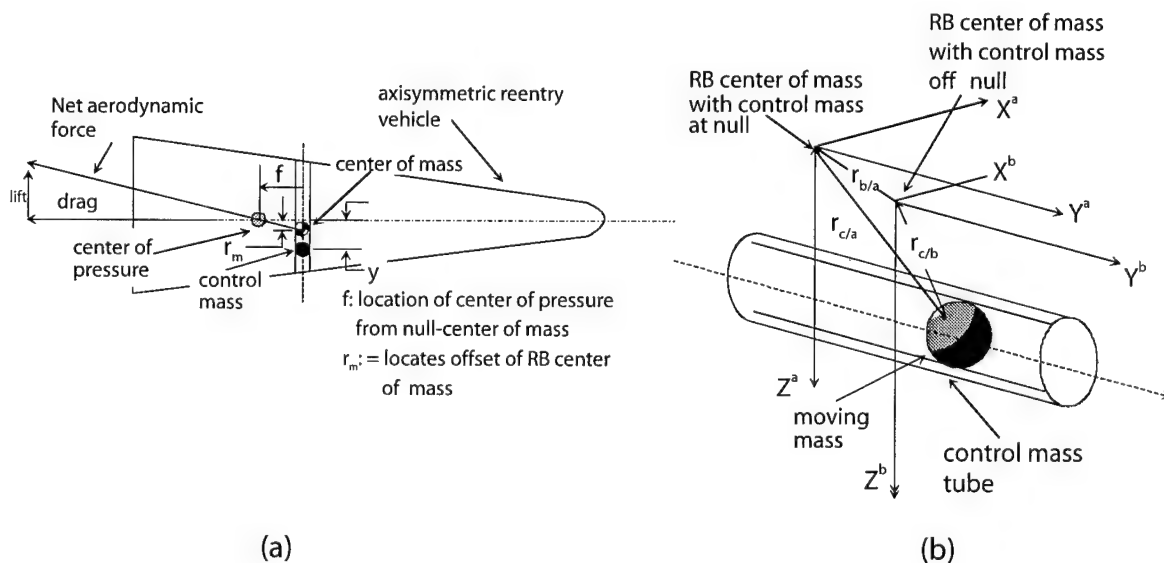 Net aerodynamic
force
axisymmetric reentry
vehicle
center of mass
f
lift
drag
r_m
center of
pressure
control
mass
y
f: location of center of pressure
from null-center of mass
r_m: = locates offset of RB center
of mass
(a)
RB center of mass
with control mass
off null
RB center of mass
with control mass
at null
X^a
X^b
r_b/a
Y^a
r_c/a
r_c/b
Y^b
Z^a
moving
mass
control mass
tube
Z^b
(b)